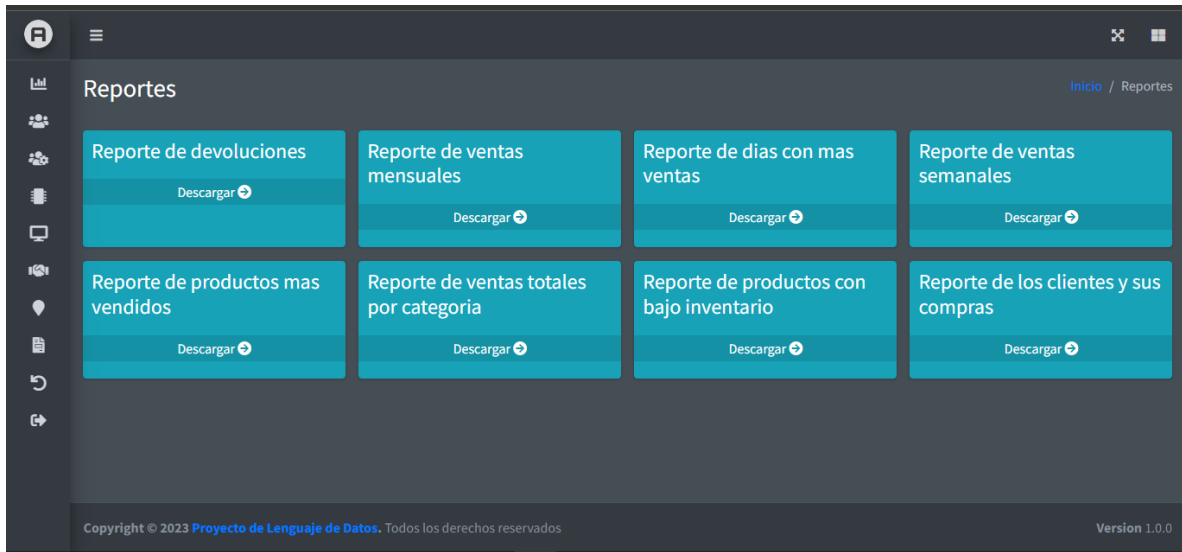 Reportes
Inicio / Reportes
Reporte de devoluciones
Descargar
Reporte de ventas
mensuales
Descargar
Reporte de dias con mas
ventas
Descargar
Reporte de ventas
semanales
Descargar
Reporte de productos mas
vendidos
Descargar
Reporte de ventas totales
por categoria
Descargar
Reporte de productos con
bajo inventario
Descargar
Reporte de los clientes y sus
compras
Descargar
Copyright © 2023 Proyecto de Lenguaje de Datos. Todos los derechos reservados
Version 1.0.0